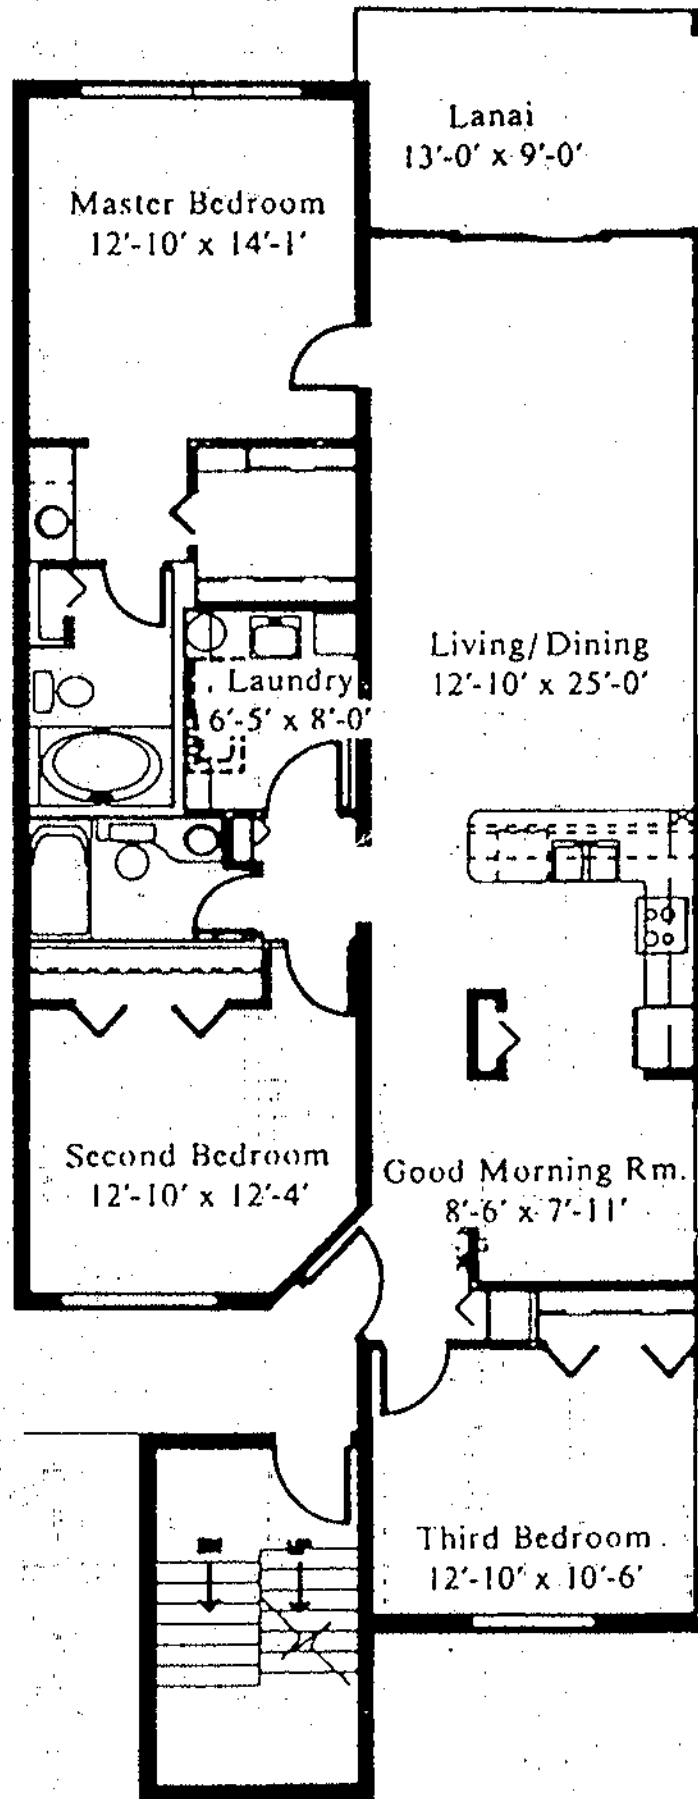 Lanai
13'-0' x 9'-0'
Master Bedroom
12'-10' x 14'-1'
Living/Dining
12'-10' x 25'-0'
Laundry
6'-5' x 8'-0'
Second Bedroom
12'-10' x 12'-4'
Good Morning Rm.
8'-6' x 7'-11'
Third Bedroom
12'-10' x 10'-6'